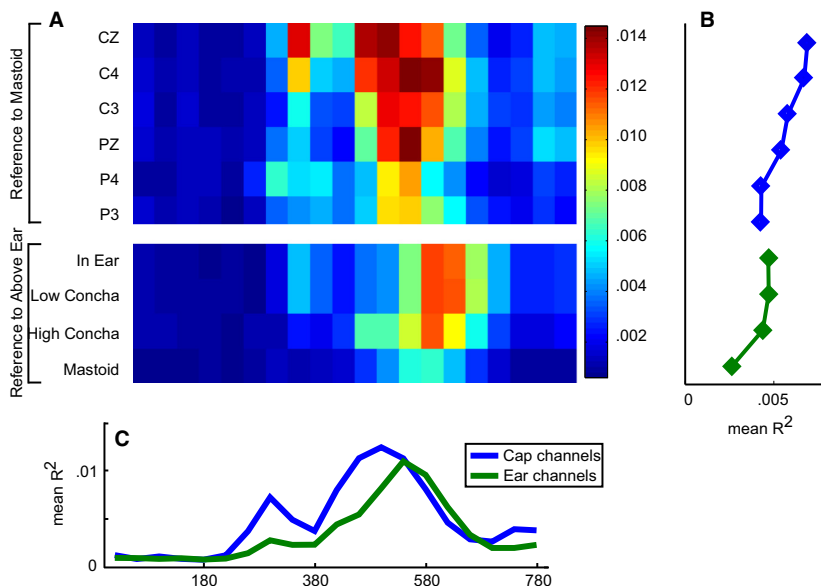 A
Reference to Mastoid
CZ
C4
C3
PZ
P4
P3
Reference to Above Ear
In Ear
Low Concha
High Concha
Mastoid
.014
.012
.010
.008
.006
.004
.002
B
0
.005
mean R2
C
mean R2
.01
0
180
380
580
780
Cap channels
Ear channels